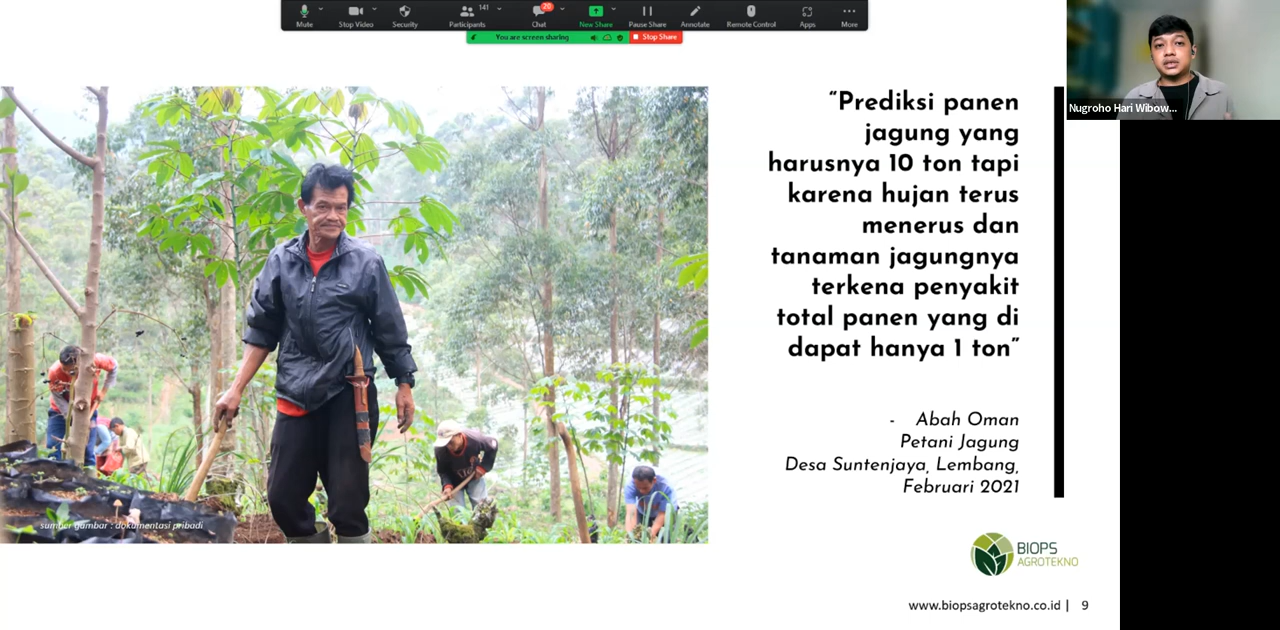 141
20
Mute
Stop Video
Security
Participants
Chat
New Share
Pause Share
Annotate
Remote Control
Apps
More
You are screen sharing
Stop Share
Nugroho Hari Wibow...
“Prediksi panen
jagung yang
harusnya 10 ton tapi
karena hujan terus
menerus dan
tanaman jagungnya
terkena penyakit
total panen yang di
dapat hanya 1 ton”
- Abah Oman
Petani Jagung
Desa Suntenjaya, Lembang,
Februari 2021
sumber gambar : dokumentasi pribadi
BIOPS
AGROTEKNO
www.biopsagrotekno.co.id | 9